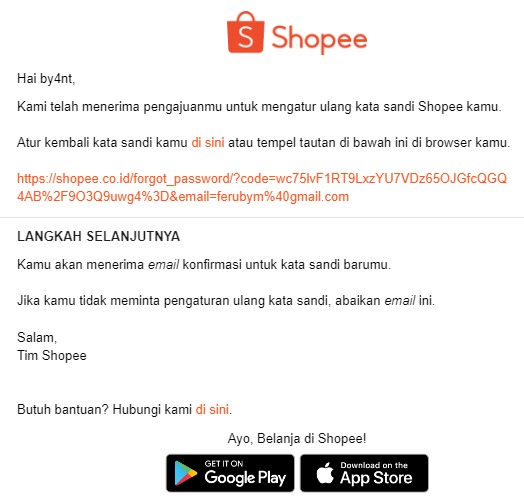 Shopee
Hai by4nt,
Kami telah menerima pengajuanmu untuk mengatur ulang kata sandi Shopee kamu.
Atur kembali kata sandi kamu di sini atau tempel tautan di bawah ini di browser kamu.
https://shopee.co.id/forgot_password/?code=wc75lvF1RT9LxzYU7VDz65OJGfcQGQ
4AB%2F9O3Q9uwg4%3D&email=ferubym%40gmail.com
LANGKAH SELANJUTNYA
Kamu akan menerima email konfirmasi untuk kata sandi barumu.
Jika kamu tidak meminta pengaturan ulang kata sandi, abaikan email ini.
Salam,
Tim Shopee
Butuh bantuan? Hubungi kami di sini.
Ayo, Belanja di Shopee!
GET IT ON
Google Play
Download on the
App Store